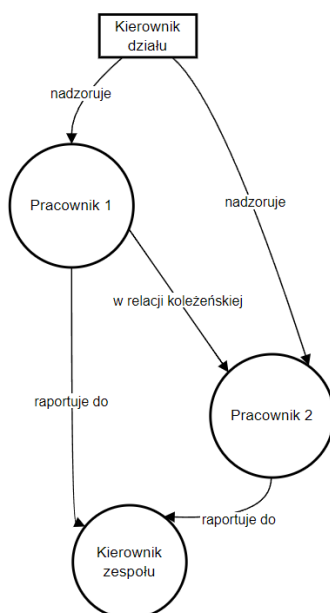 Kierownik
działu
nadzoruje
Pracownik 1
nadzoruje
w relacji koleżeńskiej
raportuje do
Pracownik 2
raportuje do
Kierownik
zespołu